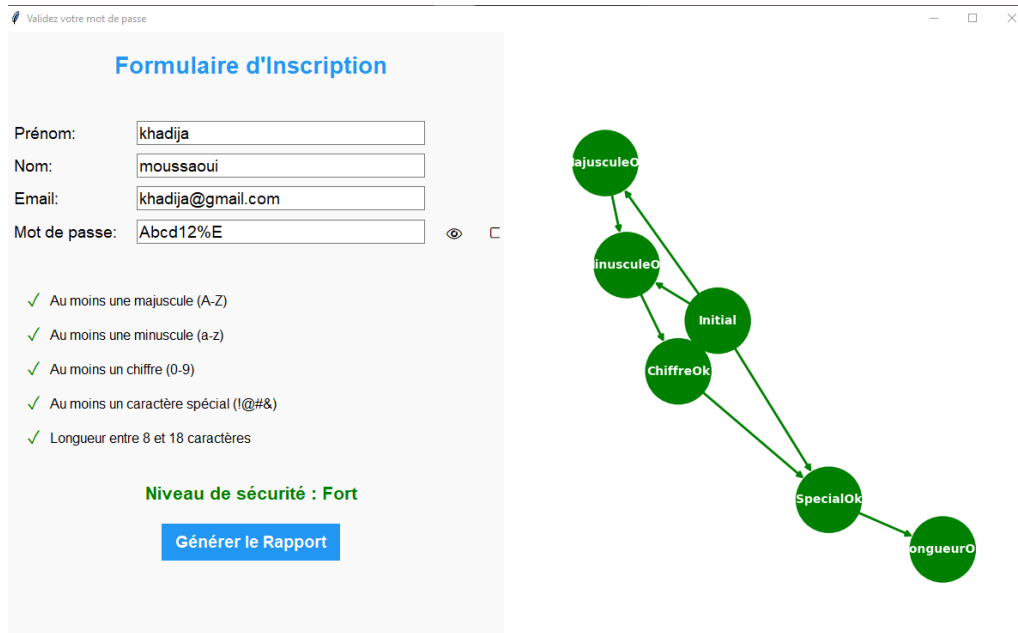 Validez votre mot de passe
Formulaire d'Inscription
Prénom: khadija
Nom: moussaoui
Email: khadija@gmail.com
Mot de passe: Abcd12%E
✓ Au moins une majuscule (A-Z)
✓ Au moins une minuscule (a-z)
✓ Au moins un chiffre (0-9)
✓ Au moins un caractère spécial (!@#&)
✓ Longueur entre 8 et 18 caractères
Niveau de sécurité : Fort
Générer le Rapport
ajusculeO
inusculeO
Initial
ChiffreOk
SpecialOk
ongueurO